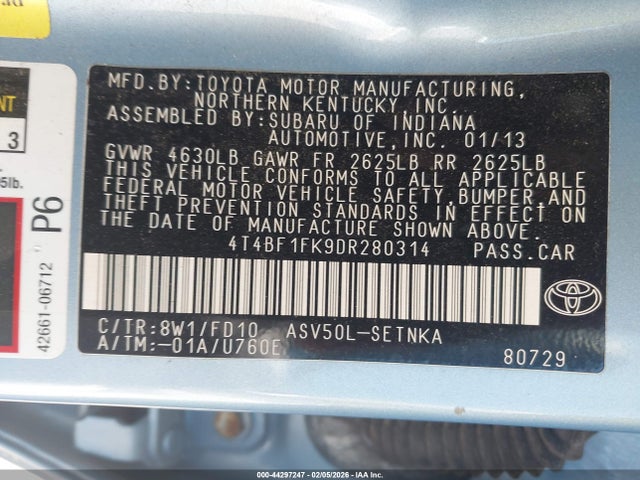 MFD.BY:TOYOTA MOTOR MANUFACTURING,
NORTHERN KENTUCKY,INC.
ASSEMBLED BY:SUBARU OF INDIANA
AUTOMOTIVE,INC. 01/13
GVWR 4630LB GAWR FR 2625LB RR 2625LB
THIS VEHICLE CONFORMS TO ALL APPLICABLE
FEDERAL MOTOR VEHICLE SAFETY,BUMPER,AND
THEFT PREVENTION STANDARDS IN EFFECT ON
THE DATE OF MANUFACTURE SHOWN ABOVE.
4T4BF1FK9DR280314 PASS.CAR
C/TR:8W1/FD10 ASV50L-SETNKA
A/TM:-01A/U760E
80729
TOYOTA
3
P6
42661-06712
000-44297247 - 02/05/2026 - IAA Corp.